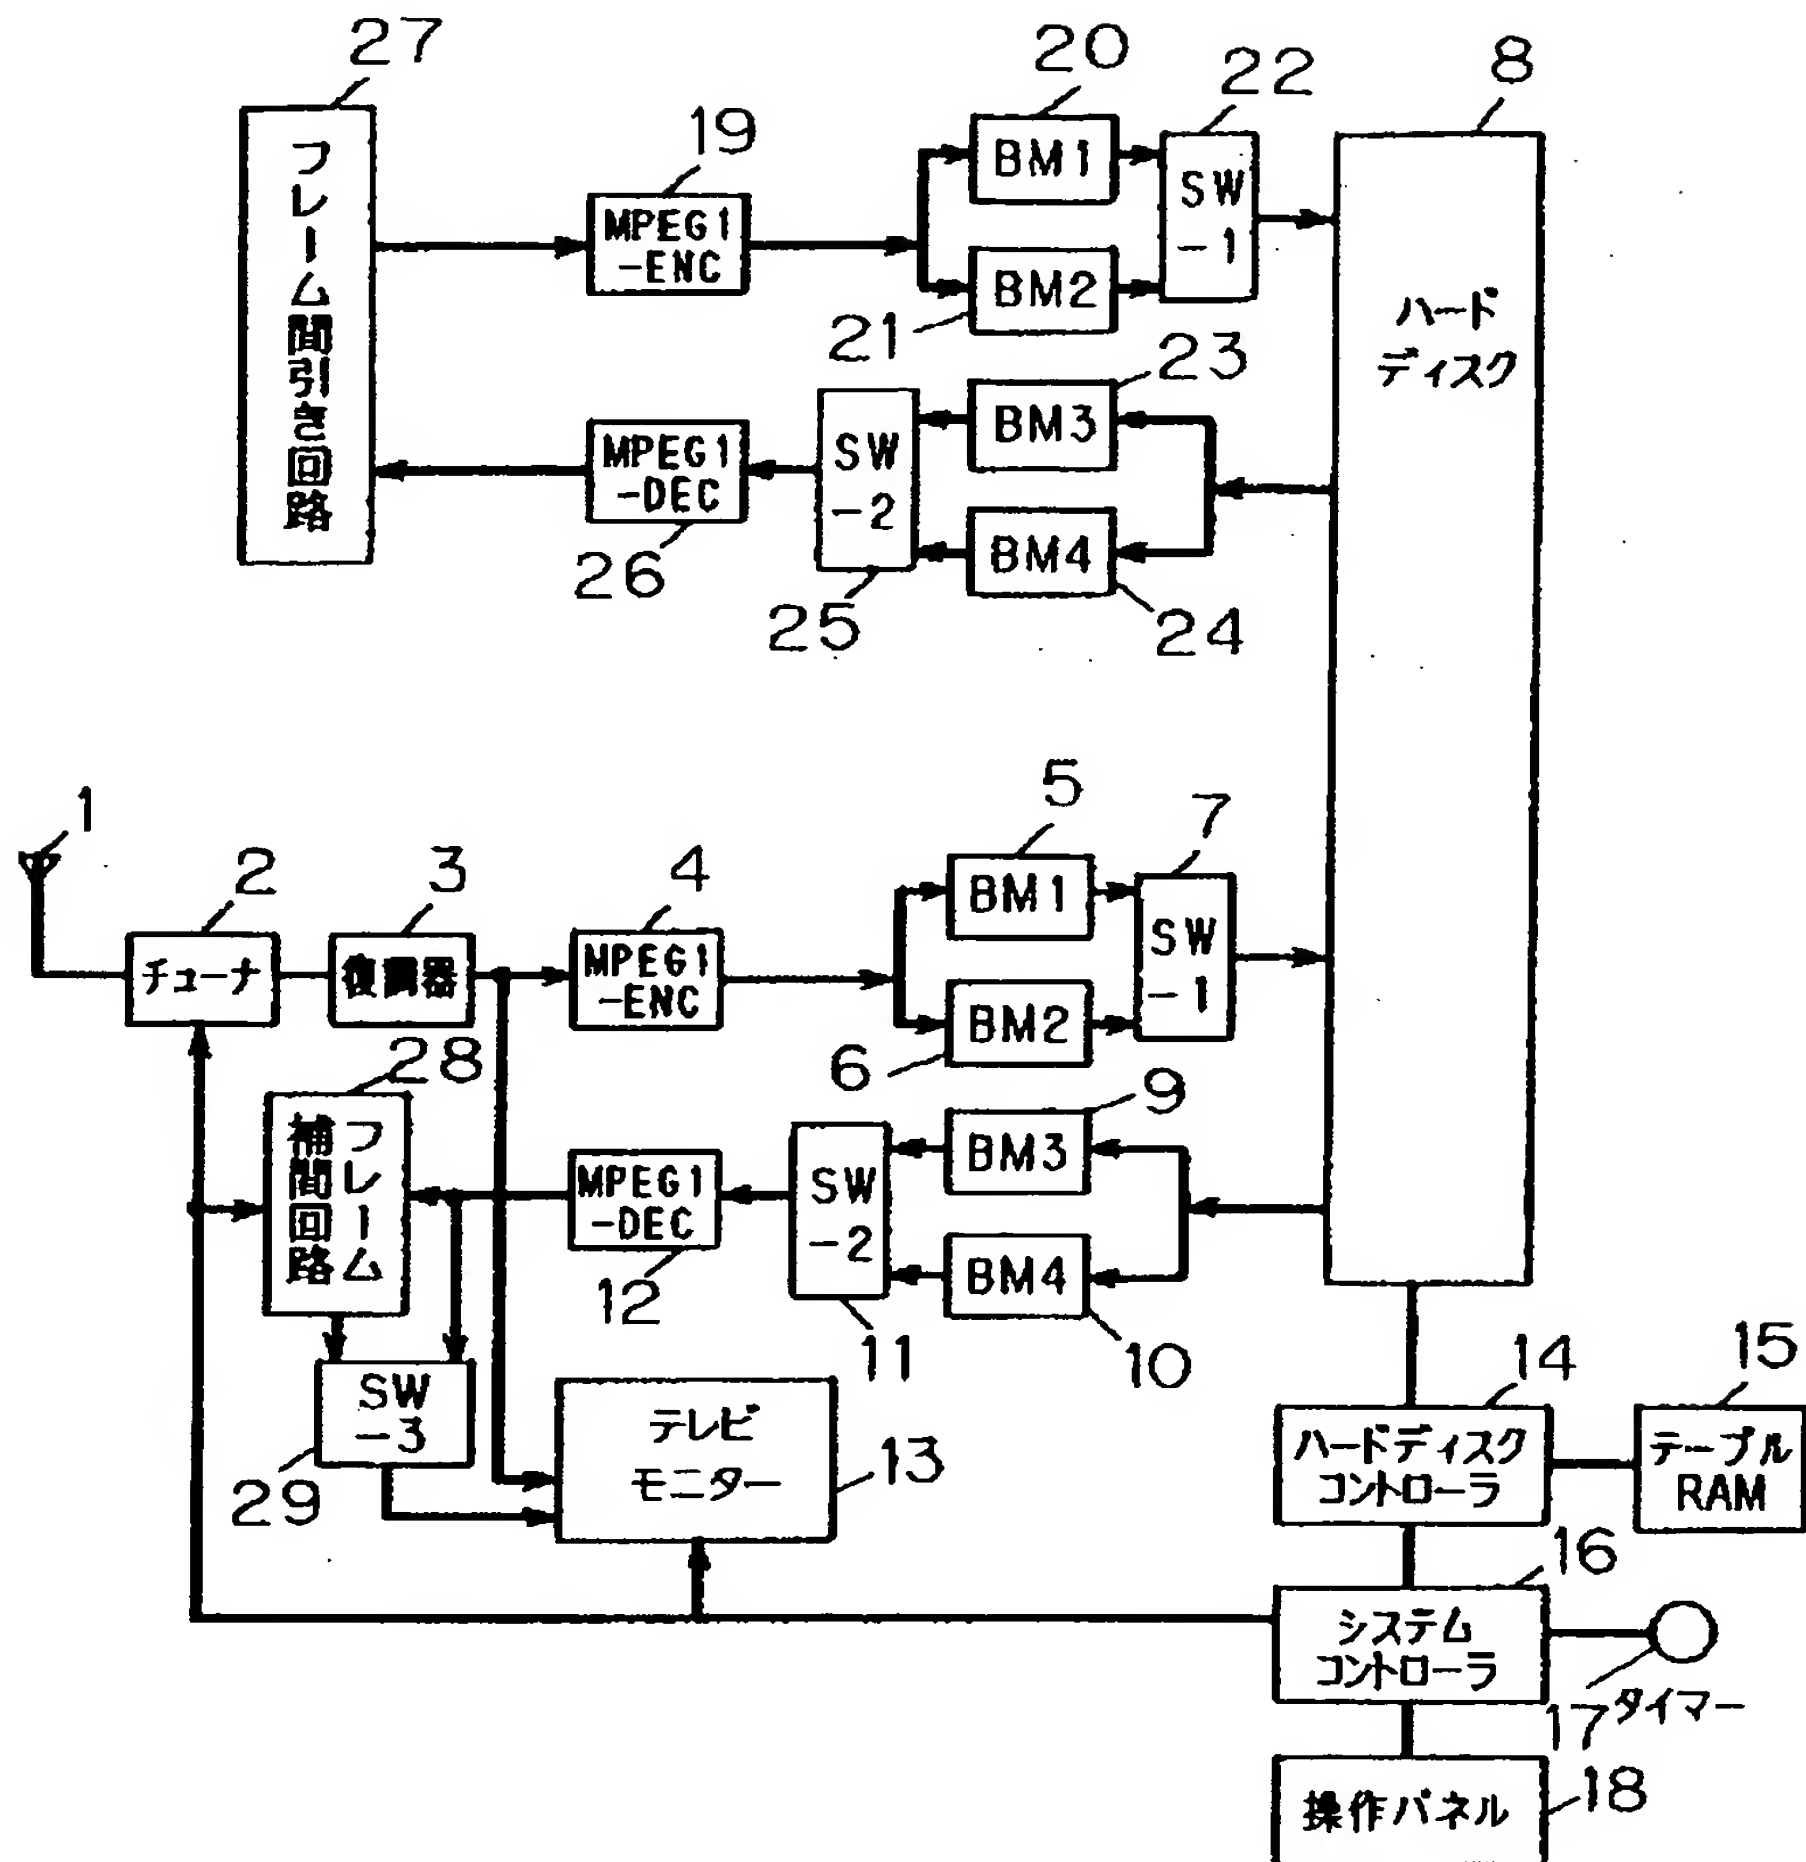 27
20
22
8
19
フレーム間引き回路
MPEG1
-ENC
BM1
SW
-1
BM2
ハード
ディスク
21
23
MPEG1
-DEC
SW
-2
BM3
BM4
26
25
24
1
2
3
4
5
7
チューナ
復調器
MPEG1
-ENC
BM1
SW
-1
BM2
6
28
9
フレーム
補間回路
MPEG1
-DEC
SW
-2
BM3
BM4
12
11
10
14
15
SW
-3
29
テレビ
モニター
13
ハードディスク
コントローラ
テーブル
RAM
16
システム
コントローラ
17
タイマー
操作パネル
18